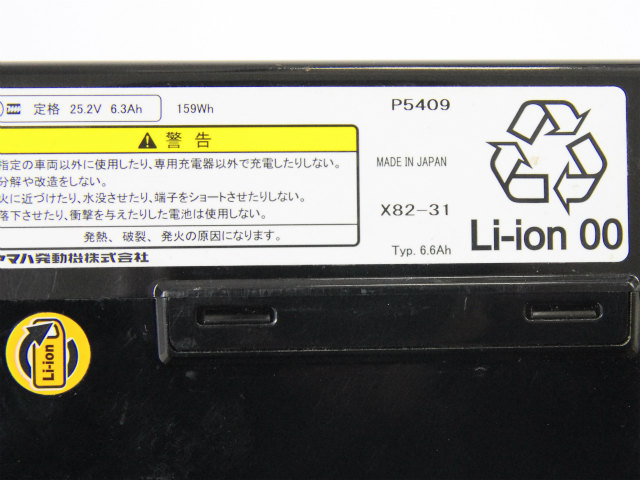 定格 25.2V 6.3Ah 159Wh
警告
指定の車両以外に使用したり、専用充電器以外で充電したりしない。
分解や改造をしない。
火に近づけたり、水没させたり、端子をショートさせたりしない。
落下させたり、衝撃を与えたりした電池は使用しない。
発熱、破裂、発火の原因になります。
ヤマハ発動機株式会社
P5409
MADE IN JAPAN
X82-31
Typ. 6.6Ah
Li-ion 00
Li-ion